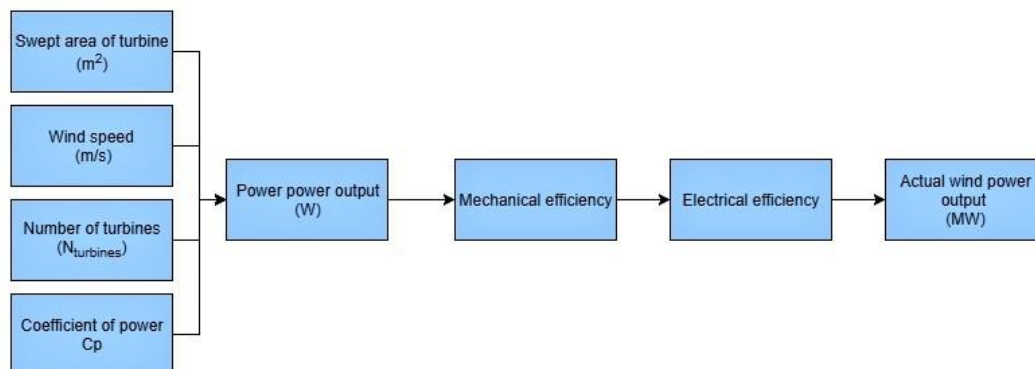 Swept area of turbine
(m²)
Wind speed
(m/s)
Number of turbines
(Nturbines)
Coefficient of power
Cp
Power power output
(W)
Mechanical efficiency
Electrical efficiency
Actual wind power
output
(MW)